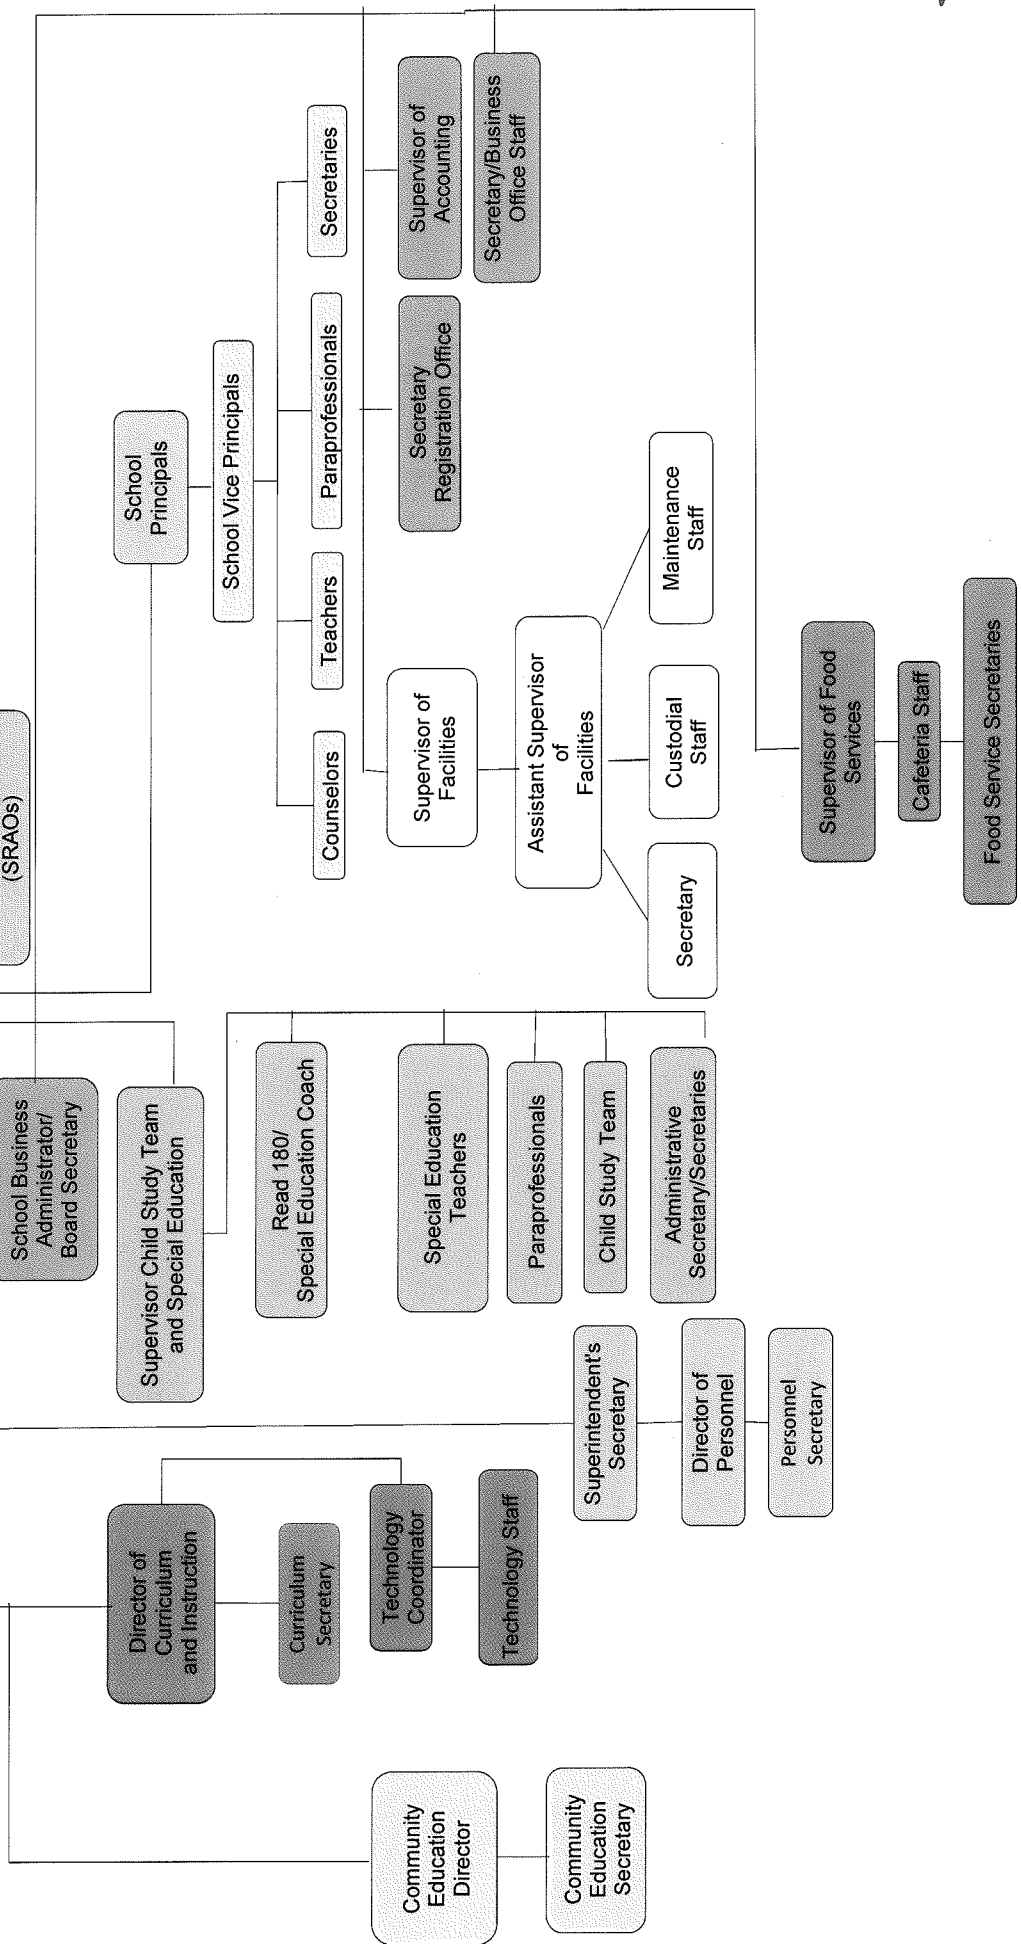 (SRAOs)
School Business
Administrator/
Board Secretary
Supervisor Child Study Team
and Special Education
Read 180/
Special Education Coach
Special Education
Teachers
Paraprofessionals
Child Study Team
Administrative
Secretary/Secretaries
School
Principals
School Vice Principals
Counselors
Teachers
Paraprofessionals
Secretaries
Supervisor of
Facilities
Secretary
Registration Office
Supervisor of
Accounting
Secretary/Business
Office Staff
Assistant Supervisor
of
Facilities
Secretary
Custodial
Staff
Maintenance
Staff
Supervisor of Food
Services
Cafeteria Staff
Food Service Secretaries
Director of
Curriculum
and Instruction
Curriculum
Secretary
Technology
Coordinator
Technology Staff
Superintendent's
Secretary
Director of
Personnel
Personnel
Secretary
Community
Education
Director
Community
Education
Secretary